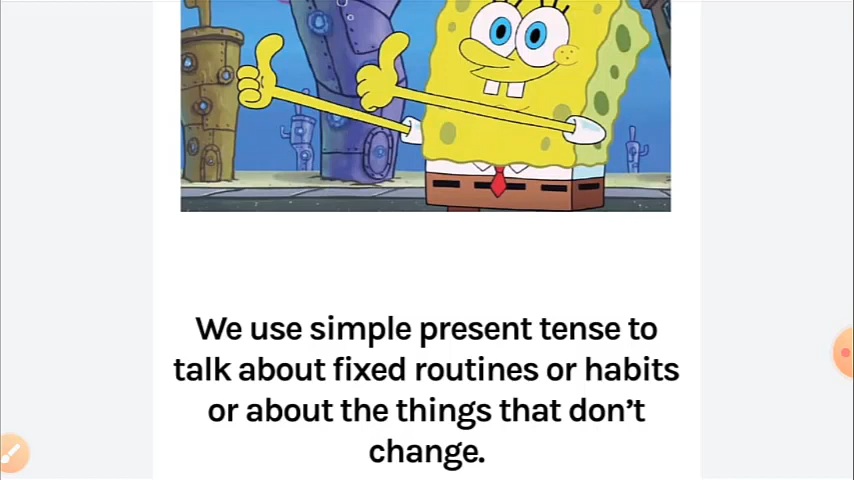 We use simple present tense to
talk about fixed routines or habits
or about the things that don’t
change.